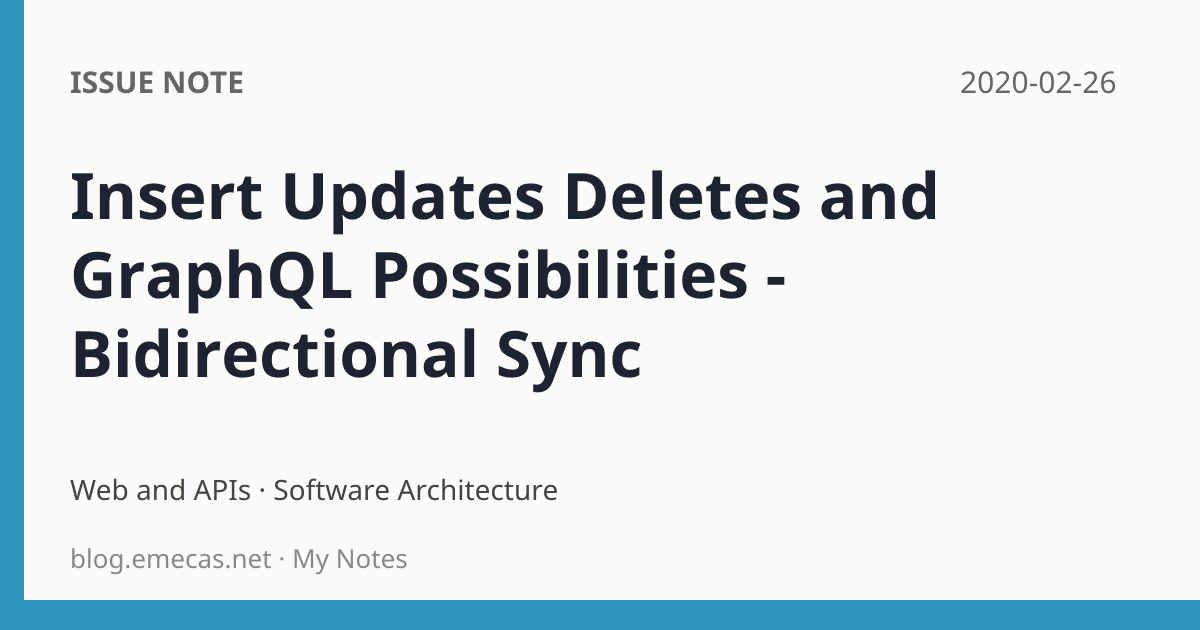 ISSUE NOTE
2020-02-26
Insert Updates Deletes and
GraphQL Possibilities -
Bidirectional Sync
Web and APIs · Software Architecture
blog.emecas.net · My Notes